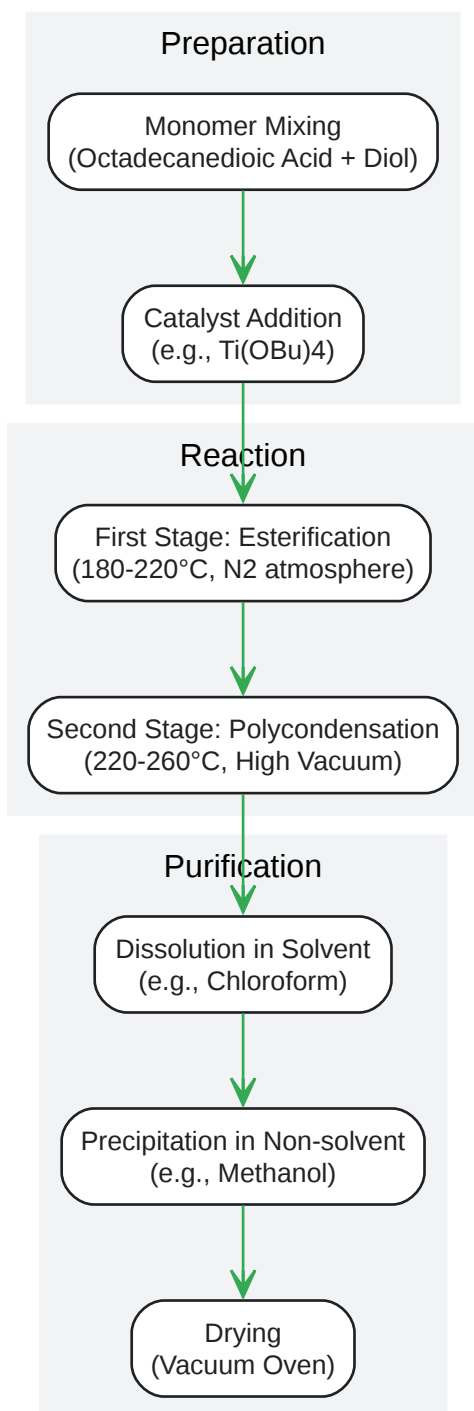 Preparation
Monomer Mixing
(Octadecanedioic Acid + Diol)
Catalyst Addition
(e.g., Ti(OBu)4)
Reaction
First Stage: Esterification
(180-220°C, N2 atmosphere)
Second Stage: Polycondensation
(220-260°C, High Vacuum)
Purification
Dissolution in Solvent
(e.g., Chloroform)
Precipitation in Non-solvent
(e.g., Methanol)
Drying
(Vacuum Oven)